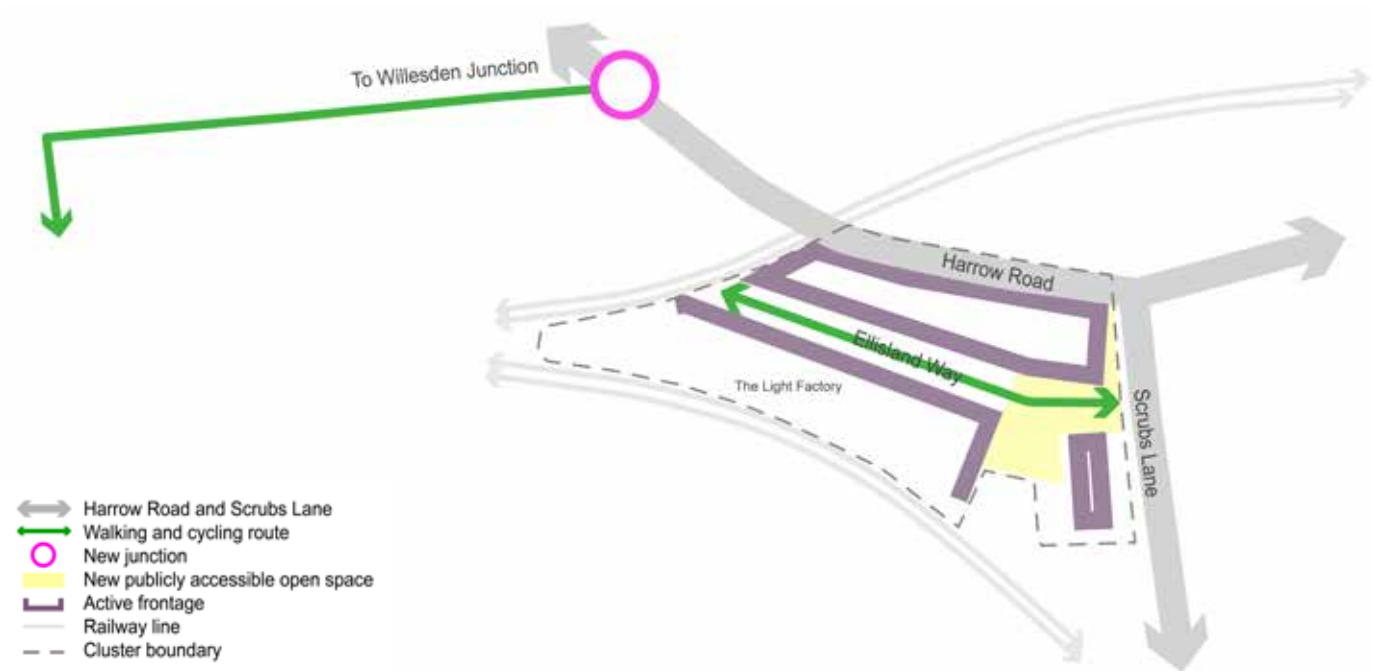 To Willesden Junction
Harrow Road
Ellisland Way
The Light Factory
Scrubs Lane
Harrow Road and Scrubs Lane
Walking and cycling route
New junction
New publicly accessible open space
Active frontage
Railway line
Cluster boundary